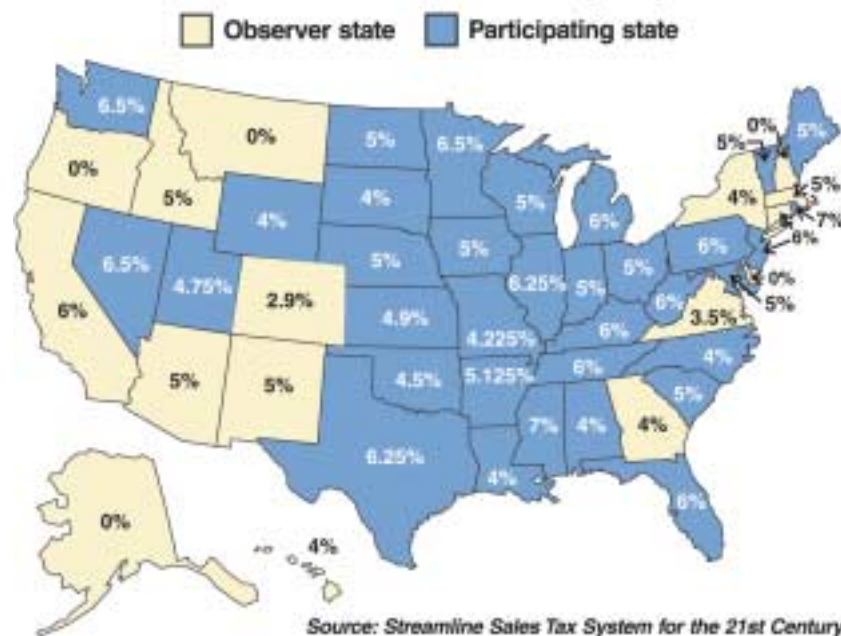 Observer state Participating state
6.5% 0% 5% 6.5% 0% 5%
5%
0% 5% 4% 4% 5% 6% 4% 5%
7%
6.5% 4.75% 2.9% 5% 5% 6.25% 5% 5% 6% 6%
0%
5%
6% 4.9% 4.225% 6% 6% 3.5%
5% 5% 4.5% 5.125% 6% 4%
5%
6.25% 4% 7% 4% 4%
6%
0% 4%
Source: Streamline Sales Tax System for the 21st Century